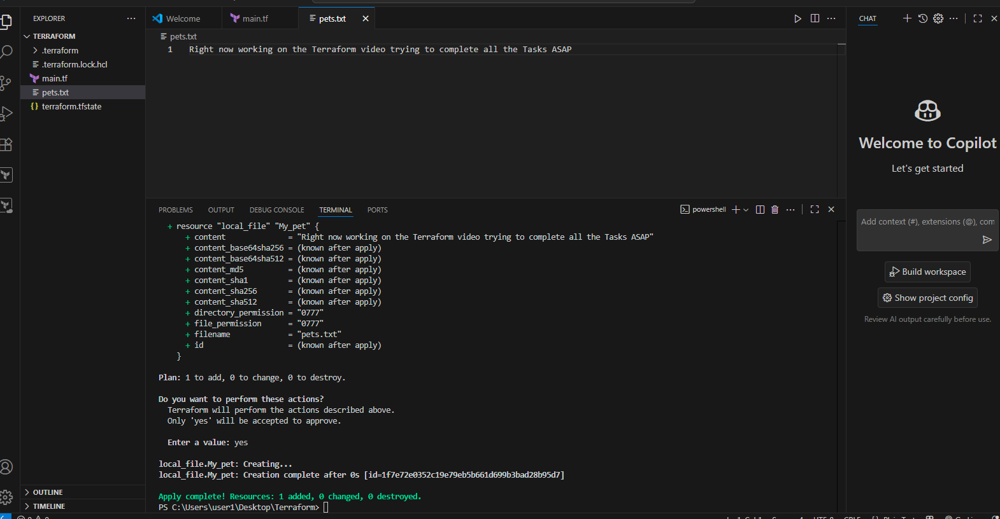 EXPLORER
TERRAFORM
.terraform
.terraform.lock.hcl
main.tf
pets.txt
terraform.tfstate
OUTLINE
TIMELINE
Welcome
main.tf
pets.txt
pets.txt
1 Right now working on the Terraform video trying to complete all the Tasks ASAP
PROBLEMS OUTPUT DEBUG CONSOLE TERMINAL PORTS
powershell
+ resource "local_file" "My_pet" {
+ content = "Right now working on the Terraform video trying to complete all the Tasks ASAP"
+ content_base64sha256 = (known after apply)
+ content_base64sha512 = (known after apply)
+ content_md5 = (known after apply)
+ content_sha1 = (known after apply)
+ content_sha256 = (known after apply)
+ content_sha512 = (known after apply)
+ directory_permission = "0777"
+ file_permission = "0777"
+ filename = "pets.txt"
+ id = (known after apply)
}
Plan: 1 to add, 0 to change, 0 to destroy.
Do you want to perform these actions?
Terraform will perform the actions described above.
Only 'yes' will be accepted to approve.
Enter a value: yes
local_file.My_pet: Creating...
local_file.My_pet: Creation complete after 0s [id=1f7e72e0352c19e79eb5b661d699b3bad28b95d7]
Apply complete! Resources: 1 added, 0 changed, 0 destroyed.
PS C:\Users\user1\Desktop\Terraform>
CHAT
Welcome to Copilot
Let's get started
Add context (#), extensions (@), com
Build workspace
Show project config
Review AI output carefully before use.